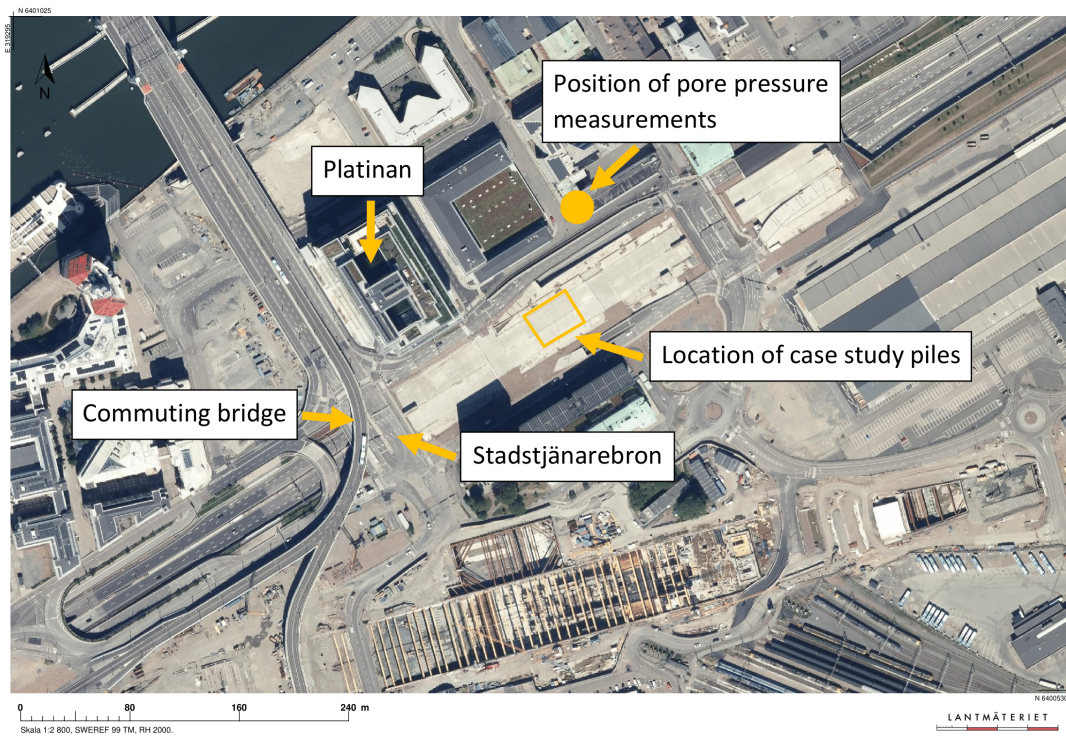 N 6401025
E 319295
N
Position of pore pressure
measurements
Platinan
Location of case study piles
Commuting bridge
Stadstjänarebron
N 6400530
0 80 160 240 m
Skala 1:2 800, SWEREF 99 TM, RH 2000.
LANTMÄTERIET